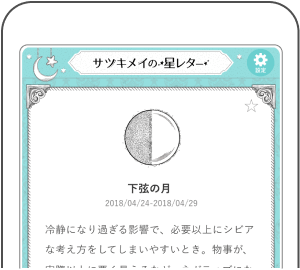 サツキメイの星レター
設定
下弦の月
2018/04/24-2018/04/29
冷静になり過ぎる影響で、必要以上にシビア
な考え方をしてしまいやすいとき。物事が、